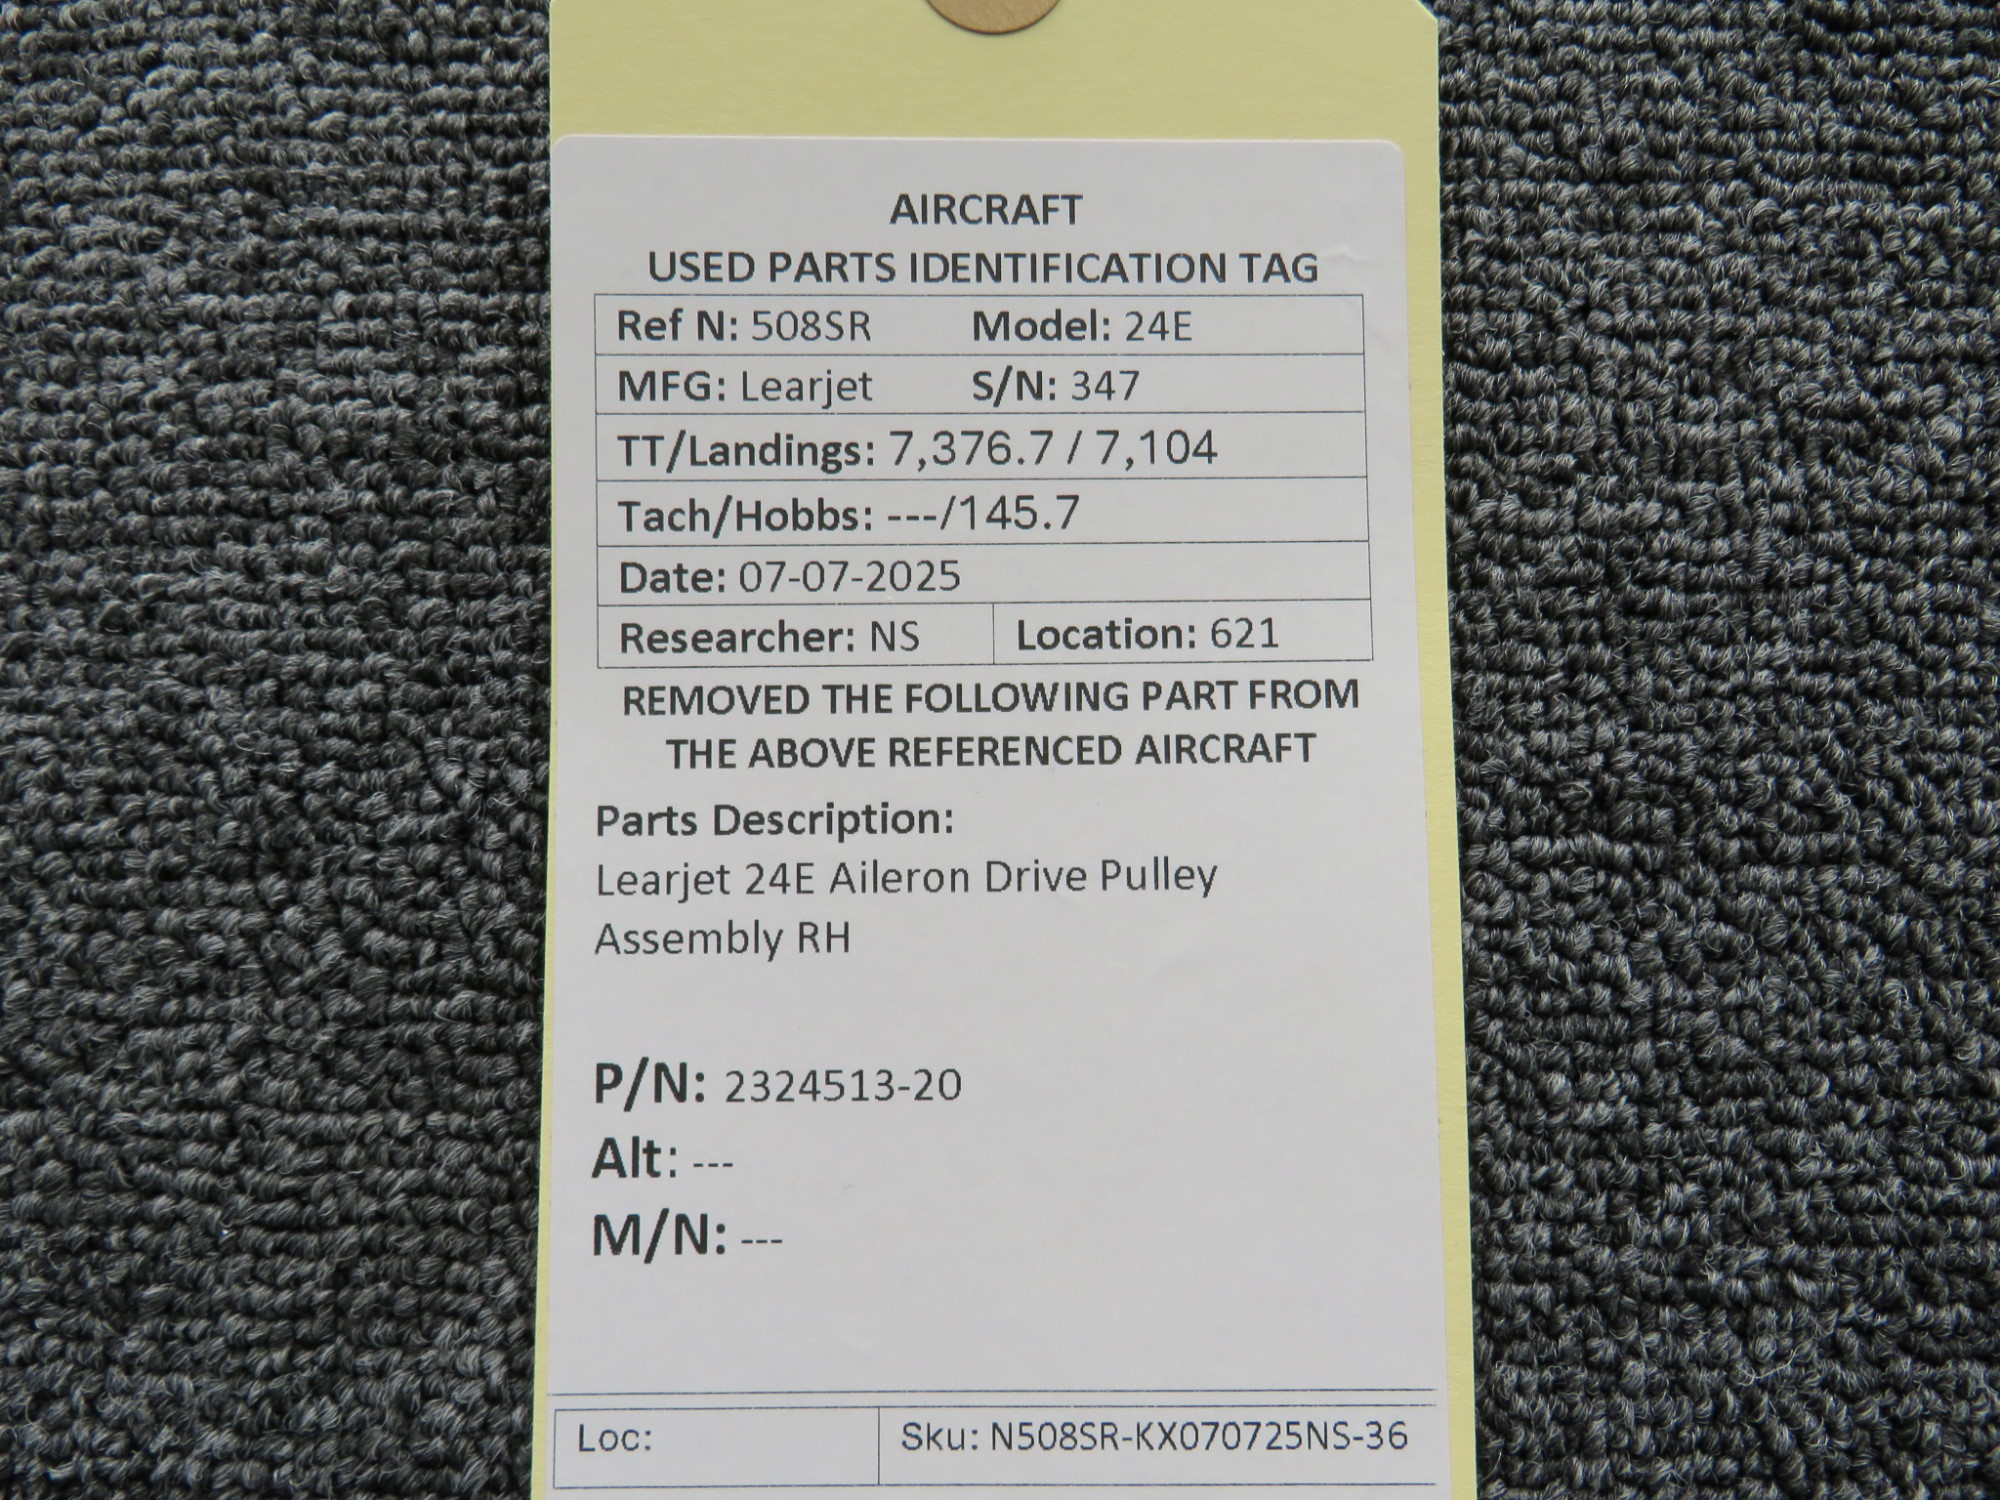 AIRCRAFT
USED PARTS IDENTIFICATION TAG
Ref N: 508SR Model: 24E
MFG: Learjet S/N: 347
TT/Landings: 7,376.7 / 7,104
Tach/Hobbs: ---/145.7
Date: 07-07-2025
Researcher: NS Location: 621
REMOVED THE FOLLOWING PART FROM
THE ABOVE REFERENCED AIRCRAFT
Parts Description:
Learjet 24E Aileron Drive Pulley
Assembly RH
P/N: 2324513-20
Alt: ---
M/N: ---
Loc: Sku: N508SR-KX070725NS-36